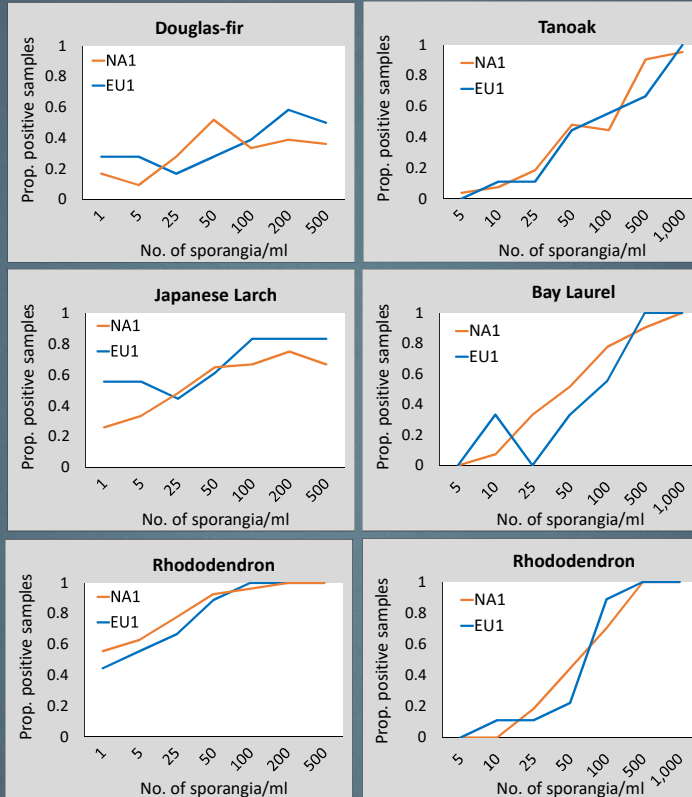 Douglas-fir
Prop. positive samples
1
0.8
0.6
0.4
0.2
0
NA1
EU1
1 5 25 50 100 200 500
No. of sporangia/ml
Tanoak
Prop. positive samples
1
0.8
0.6
0.4
0.2
0
NA1
EU1
5 10 25 50 100 500 1,000
No. of sporangia/ml
Japanese Larch
Prop. positive samples
1
0.8
0.6
0.4
0.2
0
NA1
EU1
1 5 25 50 100 200 500
No. of sporangia/ml
Bay Laurel
Prop. positive samples
1
0.8
0.6
0.4
0.2
0
NA1
EU1
5 10 25 50 100 500 1,000
No. of sporangia/ml
Rhododendron
Prop. positive samples
1
0.8
0.6
0.4
0.2
0
NA1
EU1
1 5 25 50 100 200 500
No. of sporangia/ml
Rhododendron
Prop. positive samples
1
0.8
0.6
0.4
0.2
0
NA1
EU1
5 10 25 50 100 500 1,000
No. of sporangia/ml